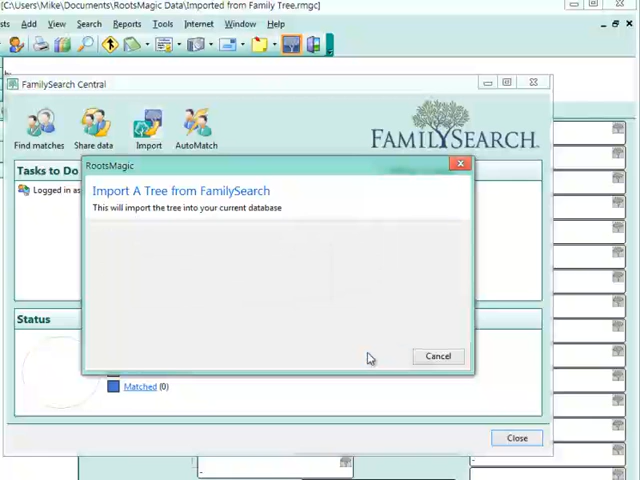 [C:\Users\Mike\Documents\RootsMagic Data\Imported from Family Tree.rmgc]
sts Add View Search Reports Tools Internet Window Help
FamilySearch Central
Find matches Share data Import AutoMatch
FAMILYSEARCH.
Tasks to Do
Logged in as
RootsMagic
Import A Tree from FamilySearch
This will import the tree into your current database
Cancel
Status
Matched (0)
Close